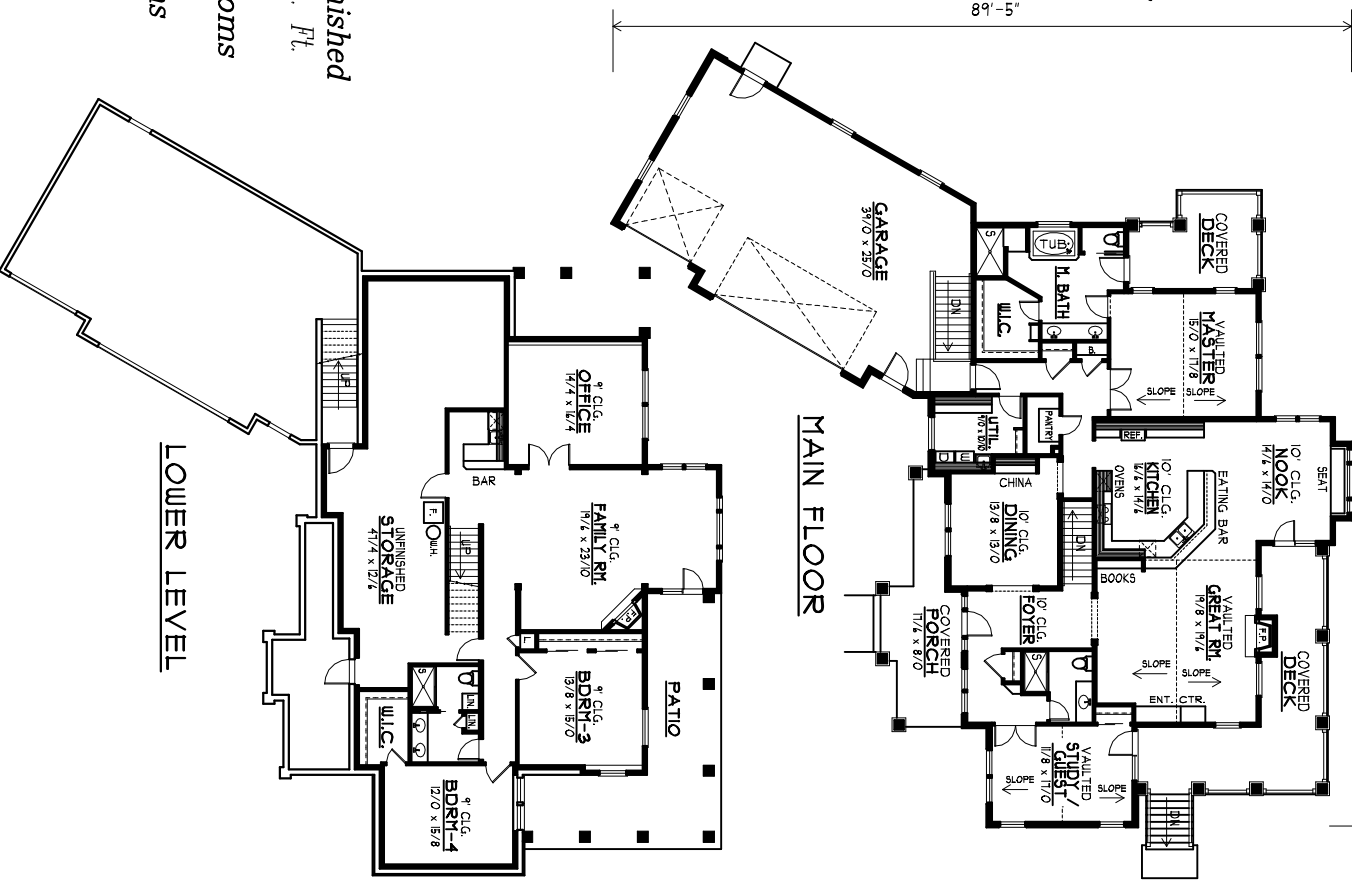 89'-5"
nished
. Ft.
oms
ns
MAIN FLOOR
GARAGE
39/0 x 25/0
DN
S
TUB
M. BATH
W.I.C.
B.
COVERED
DECK
VAULTED
MASTER
15/0 x 17/8
SLOPE
SLOPE
UTIL.
D
PANTRY
REF.
OVENS
10' CLG.
KITCHEN
16/6 x 14/6
EATING BAR
10' CLG.
NOOK
14/6 x 14/0
SEAT
CHINA
10' CLG.
DINING
13/8 x 13/0
DN
BOOKS
VAULTED
GREAT RM.
19/8 x 19/6
SLOPE
SLOPE
F.P.
ENT. CTR.
COVERED
DECK
10' CLG.
FOYER
COVERED
PORCH
17/6 x 8/0
S
VAULTED
STUDY/
GUEST
11/8 x 17/0
SLOPE
SLOPE
DN
LOWER LEVEL
UP
9' CLG.
OFFICE
14/4 x 16/4
BAR
9' CLG.
FAMILY RM.
19/6 x 23/10
F.P.
UNFINISHED
STORAGE
47/4 x 12/6
F.
W.H.
UP
L
9' CLG.
BDRM-3
13/8 x 15/0
PATIO
S
LIN.
LIN.
W.I.C.
9' CLG.
BDRM-4
12/0 x 15/8